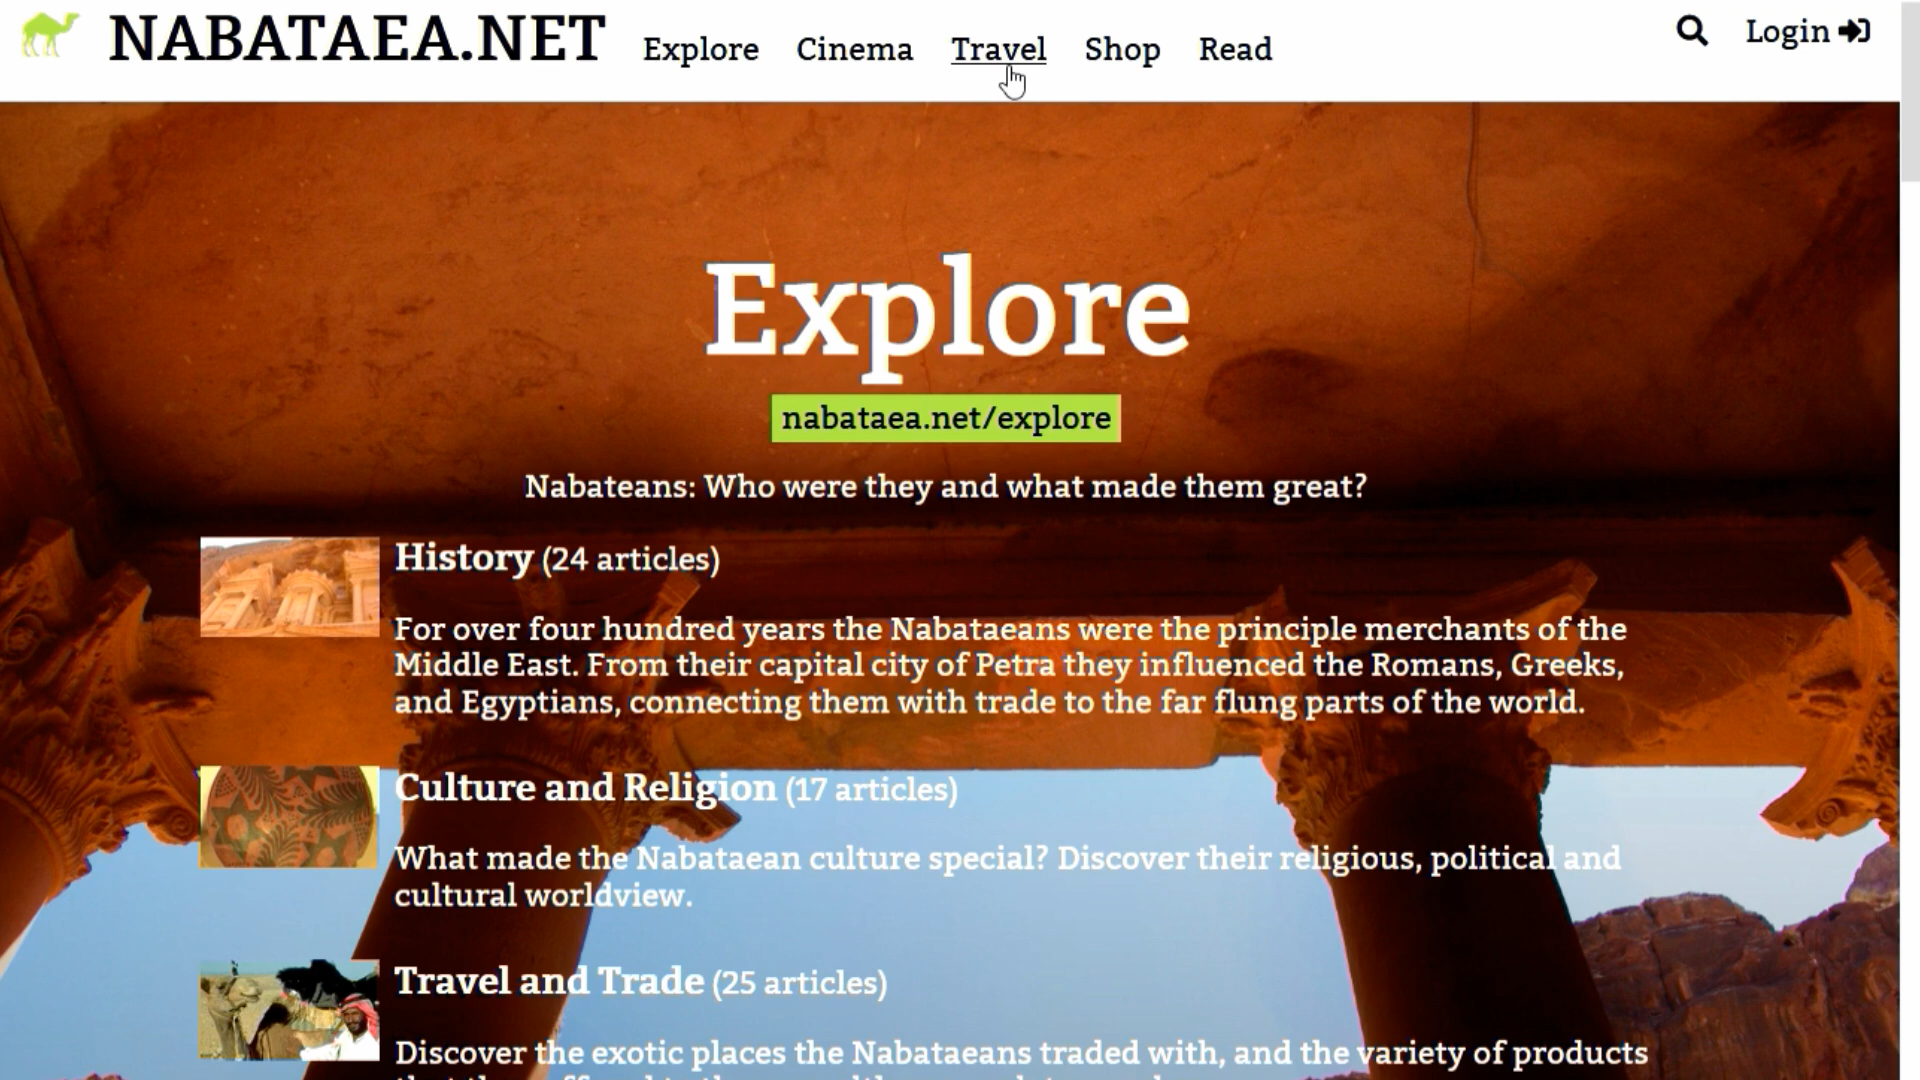 NABATAEA.NET Explore Cinema Travel Shop Read Login
Explore
nabataea.net/explore
Nabateans: Who were they and what made them great?
History (24 articles)
For over four hundred years the Nabataeans were the principle merchants of the
Middle East. From their capital city of Petra they influenced the Romans, Greeks,
and Egyptians, connecting them with trade to the far flung parts of the world.
Culture and Religion (17 articles)
What made the Nabataean culture special? Discover their religious, political and
cultural worldview.
Travel and Trade (25 articles)
Discover the exotic places the Nabataeans traded with, and the variety of products